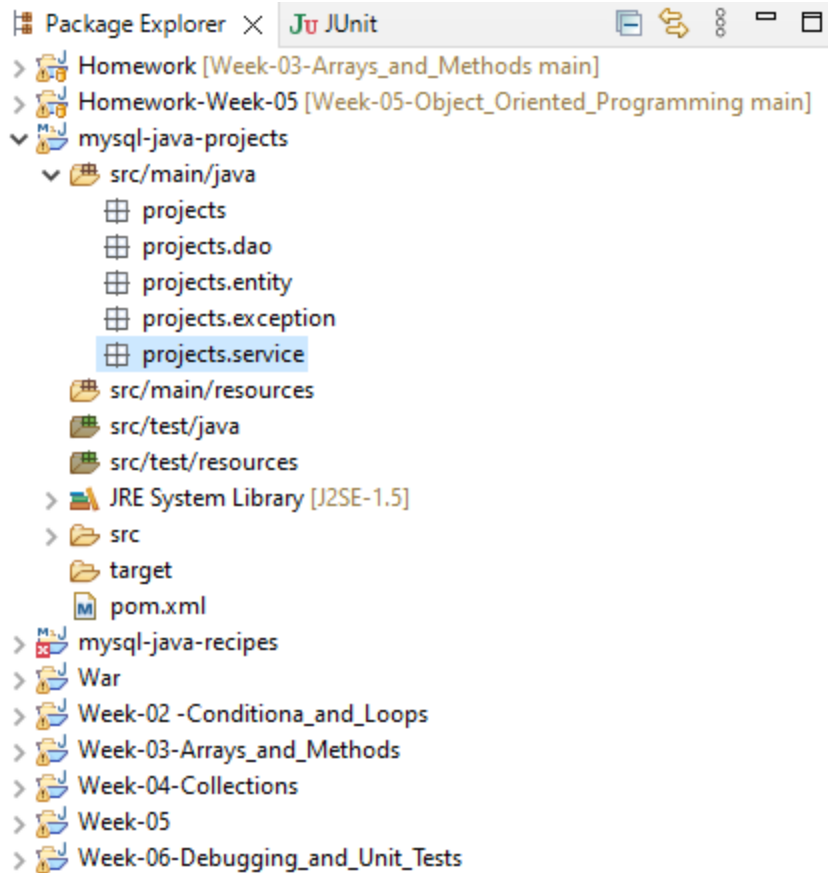 Package Explorer JU JUnit
Homework [Week-03-Arrays_and_Methods main]
Homework-Week-05 [Week-05-Object_Oriented_Programming main]
mysql-java-projects
src/main/java
projects
projects.dao
projects.entity
projects.exception
projects.service
src/main/resources
src/test/java
src/test/resources
JRE System Library [J2SE-1.5]
src
target
pom.xml
mysql-java-recipes
War
Week-02 -Conditiona_and_Loops
Week-03-Arrays_and_Methods
Week-04-Collections
Week-05
Week-06-Debugging_and_Unit_Tests